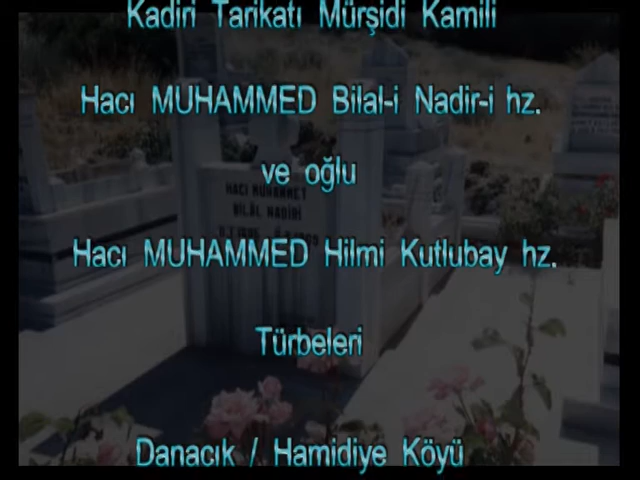 Kadiri Tarikatı Mürşidi Kamili
Hacı MUHAMMED Bilal-i Nadir-i hz.
ve oğlu
HACI MUHAMMET
BİLÂL NADİRİ
Hacı MUHAMMED Hilmi Kutlubay hz.
Türbeleri
Danacık / Hamidiye Köyü